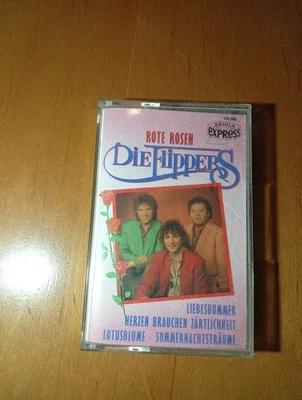 ARIOLA
express
ROTE ROSEN
DIE FLIPPERS
LIEBESKUMMER
HERZEN BRAUCHEN ZÄRTLICHKEIT
LOTUSBLUME · SOMMERNACHTSTRÄUME